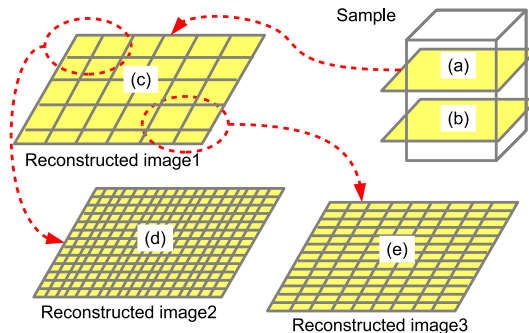 Sample
(a)
(c)
(b)
Reconstructed image1
(d)
(e)
Reconstructed image2
Reconstructed image3